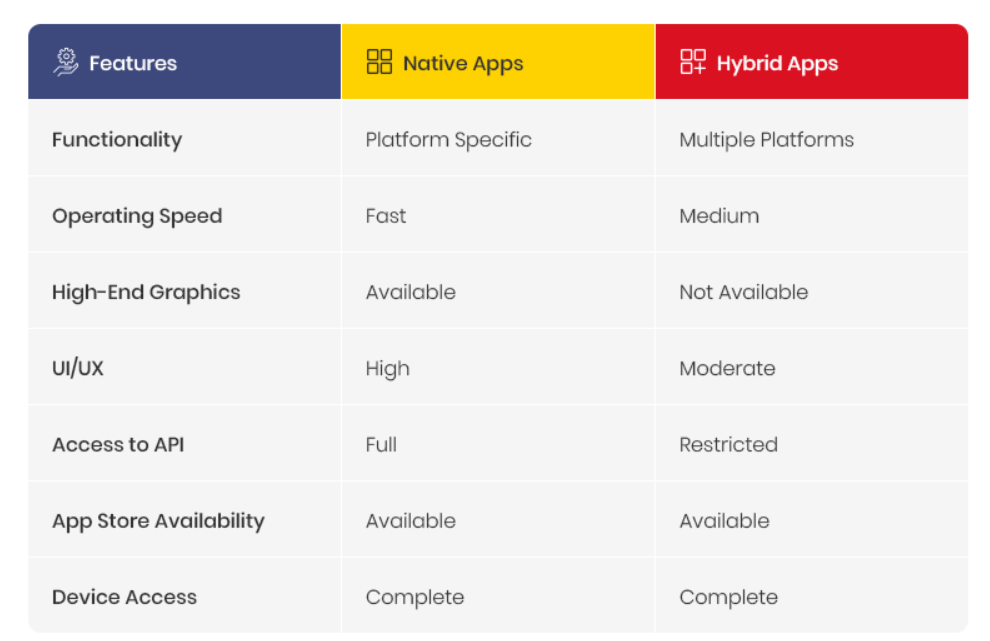 Features Native Apps Hybrid Apps
Functionality Platform Specific Multiple Platforms
Operating Speed Fast Medium
High-End Graphics Available Not Available
UI/UX High Moderate
Access to API Full Restricted
App Store Availability Available Available
Device Access Complete Complete